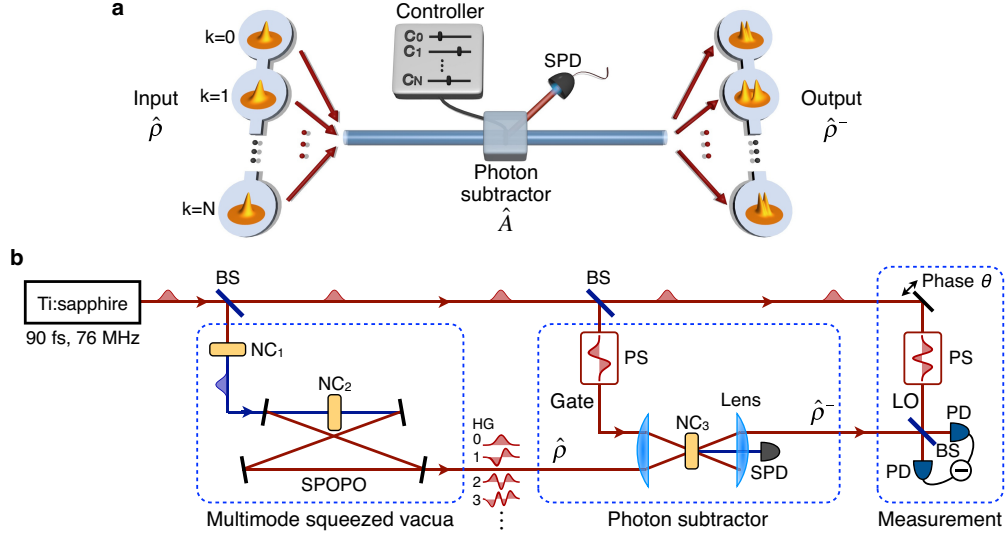 a
Controller
C0
C1
⋮
CN
SPD
k=0
k=1
k=N
Input
ρ̂
Photon
subtractor
Â
Output
ρ̂⁻
b
Ti:sapphire
90 fs, 76 MHz
BS
BS
Phase θ
NC₁
NC₂
SPOPO
Multimode squeezed vacua
HG
0
1
2
3
⋮
ρ̂
PS
Gate
Lens
NC₃
SPD
ρ̂⁻
Photon subtractor
PS
LO
PD
BS
PD
−
Measurement